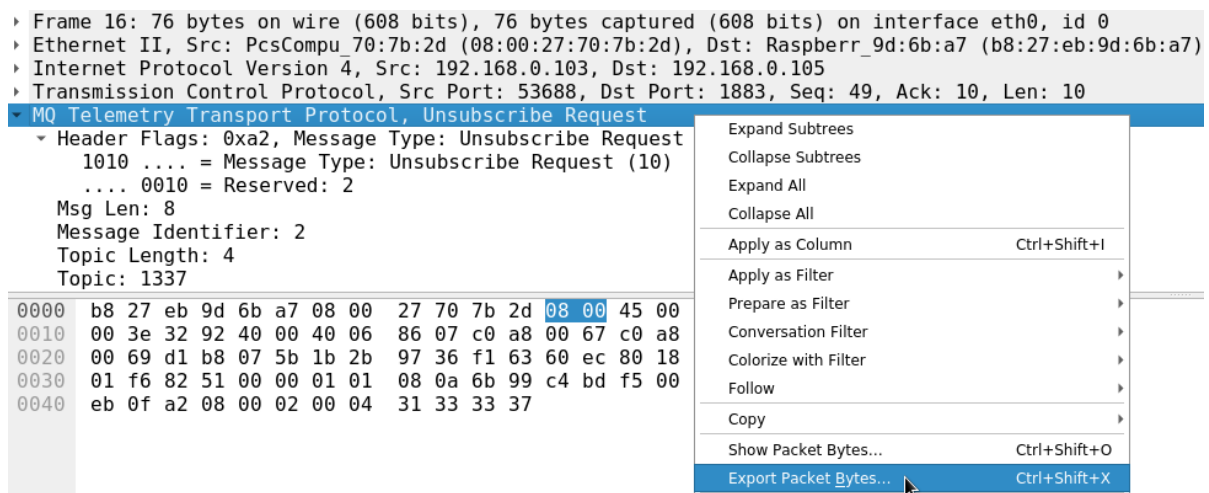 Frame 16: 76 bytes on wire (608 bits), 76 bytes captured (608 bits) on interface eth0, id 0
Ethernet II, Src: PcsCompu_70:7b:2d (08:00:27:70:7b:2d), Dst: Raspberr_9d:6b:a7 (b8:27:eb:9d:6b:a7)
Internet Protocol Version 4, Src: 192.168.0.103, Dst: 192.168.0.105
Transmission Control Protocol, Src Port: 53688, Dst Port: 1883, Seq: 49, Ack: 10, Len: 10
MQ Telemetry Transport Protocol, Unsubscribe Request
Header Flags: 0xa2, Message Type: Unsubscribe Request
1010 .... = Message Type: Unsubscribe Request (10)
.... 0010 = Reserved: 2
Msg Len: 8
Message Identifier: 2
Topic Length: 4
Topic: 1337
0000 b8 27 eb 9d 6b a7 08 00 27 70 7b 2d 08 00 45 00
0010 00 3e 32 92 40 00 40 06 86 07 c0 a8 00 67 c0 a8
0020 00 69 d1 b8 07 5b 1b 2b 97 36 f1 63 60 ec 80 18
0030 01 f6 82 51 00 00 01 01 08 0a 6b 99 c4 bd f5 00
0040 eb 0f a2 08 00 02 00 04 31 33 33 37
Expand Subtrees
Collapse Subtrees
Expand All
Collapse All
Apply as Column Ctrl+Shift+I
Apply as Filter
Prepare as Filter
Conversation Filter
Colorize with Filter
Follow
Copy
Show Packet Bytes... Ctrl+Shift+O
Export Packet Bytes... Ctrl+Shift+X